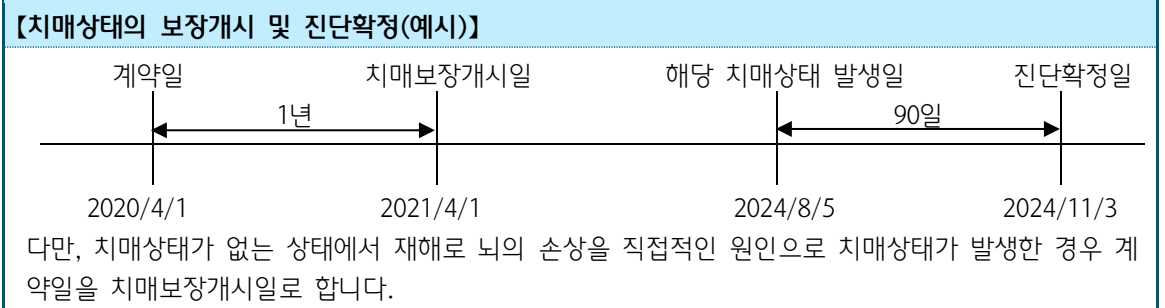 【치매상태의 보장개시 및 진단확정(예시)】
계약일 치매보장개시일 해당 치매상태 발생일 진단확정일
1년 90일
2020/4/1 2021/4/1 2024/8/5 2024/11/3
다만, 치매상태가 없는 상태에서 재해로 뇌의 손상을 직접적인 원인으로 치매상태가 발생한 경우 계
약일을 치매보장개시일로 합니다.